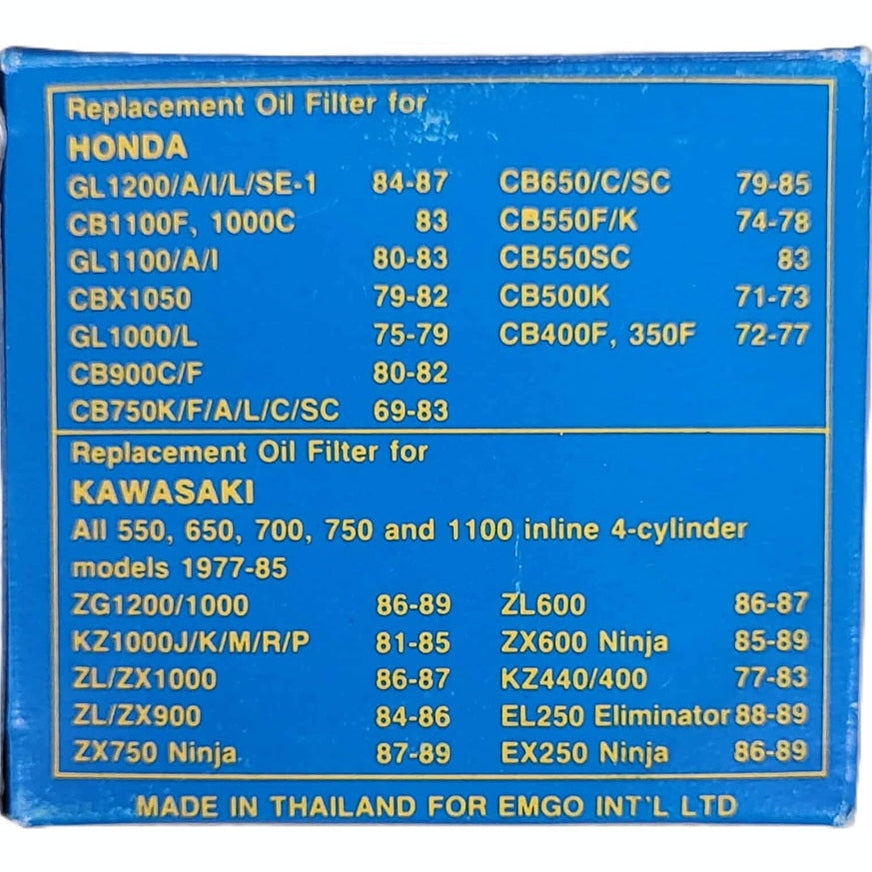 Replacement Oil Filter for
HONDA
GL1200/A/I/L/SE-1 84-87 CB650/C/SC 79-85
CB1100F, 1000C 83 CB550F/K 74-78
GL1100/A/I 80-83 CB550SC 83
CBX1050 79-82 CB500K 71-73
GL1000/L 75-79 CB400F, 350F 72-77
CB900C/F 80-82
CB750K/F/A/L/C/SC 69-83
Replacement Oil Filter for
KAWASAKI
All 550, 650, 700, 750 and 1100 inline 4-cylinder
models 1977-85
ZG1200/1000 86-89 ZL600 86-87
KZ1000J/K/M/R/P 81-85 ZX600 Ninja 85-89
ZL/ZX1000 86-87 KZ440/400 77-83
ZL/ZX900 84-86 EL250 Eliminator 88-89
ZX750 Ninja 87-89 EX250 Ninja 86-89
MADE IN THAILAND FOR EMGO INT'L LTD